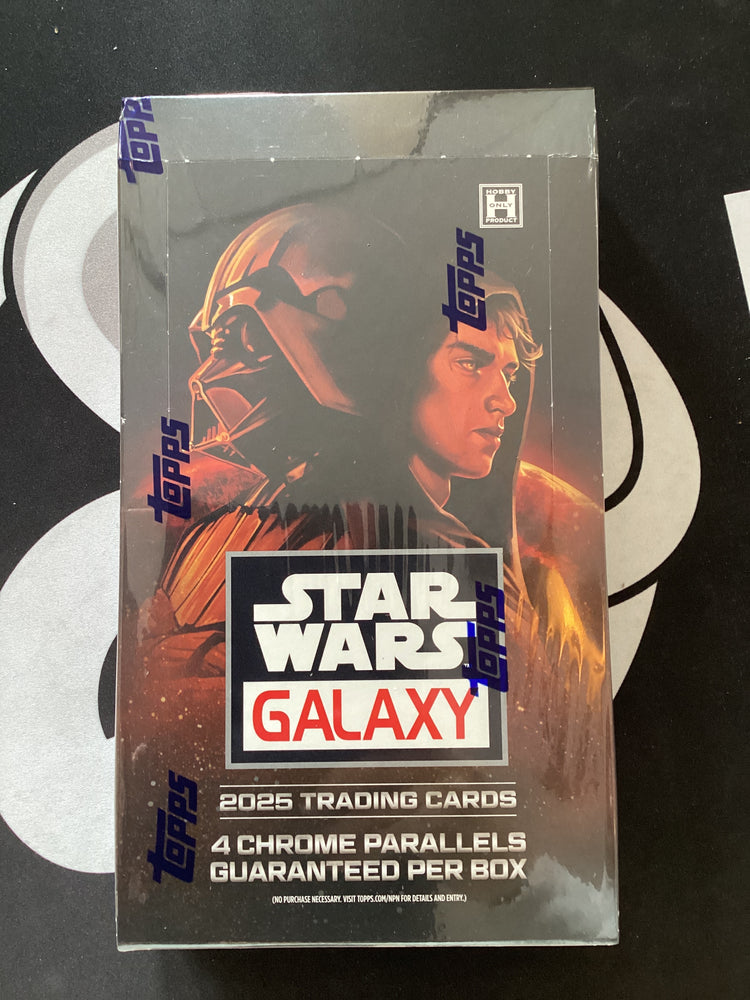 TOPPS
HOBBY
ONLY
H
PRODUCT
topps
topps
STAR
WARS
topps
GALAXY
2025 TRADING CARDS
topps
4 CHROME PARALLELS
GUARANTEED PER BOX
(NO PURCHASE NECESSARY. VISIT TOPPS.COM/NPN FOR DETAILS AND ENTRY.)